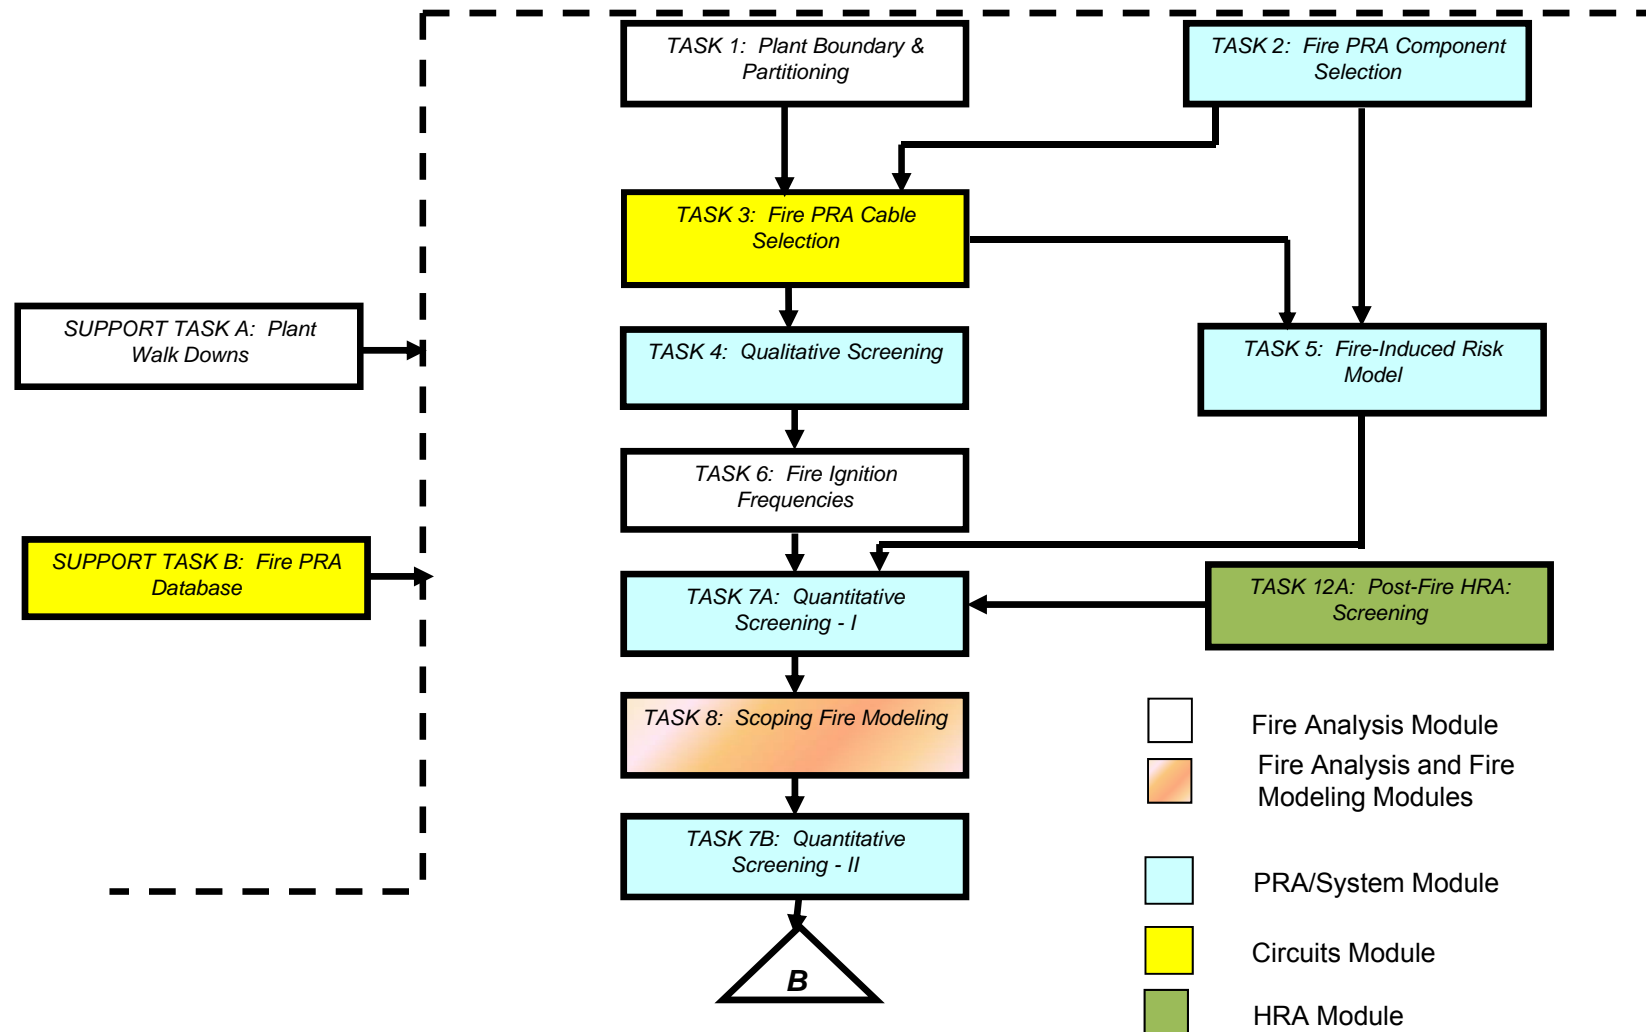 TASK 1: Plant Boundary &
Partitioning
TASK 2: Fire PRA Component
Selection
TASK 3: Fire PRA Cable
Selection
SUPPORT TASK A: Plant
Walk Downs
TASK 4: Qualitative Screening
TASK 5: Fire-Induced Risk
Model
TASK 6: Fire Ignition
Frequencies
SUPPORT TASK B: Fire PRA
Database
TASK 7A: Quantitative
Screening - I
TASK 12A: Post-Fire HRA:
Screening
TASK 8: Scoping Fire Modeling
TASK 7B: Quantitative
Screening - II
B
Fire Analysis Module
Fire Analysis and Fire
Modeling Modules
PRA/System Module
Circuits Module
HRA Module